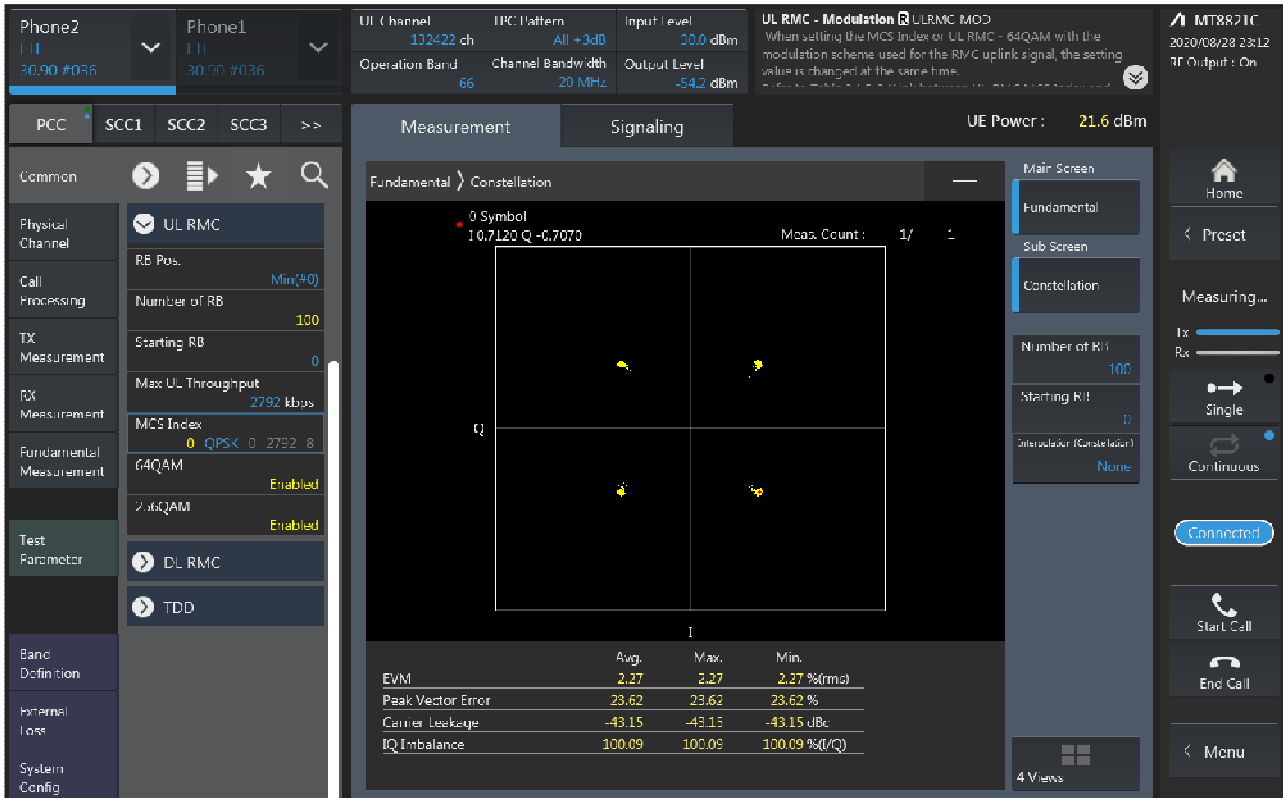 Phone2
30.90 #036
Phone1
30.90 #036
UL Channel
132422 ch
Operation Band
66
TPC Pattern
All +3dB
Channel Bandwidth
20 MHz
Input Level
30.0 dBm
Output Level
-54.2 dBm
UL RMC - Modulation R ULRMC MOD
When setting the MCS Index or UL RMC - 64QAM with the
modulation scheme used for the RMC uplink signal, the setting
value is changed at the same time.
MT8821C
2020/08/28 23:12
RF Output : On
PCC
SCC1
SCC2
SCC3
>>
Measurement
Signaling
UE Power : 21.6 dBm
Common
Physical
Channel
Call
Processing
TX
Measurement
RX
Measurement
Fundamental
Measurement
Test
Parameter
Band
Definition
External
Loss
System
Config
UL RMC
RB Pos.
Min(#0)
Number of RB
100
Starting RB
0
Max UL Throughput
2792 kbps
MCS Index
0 QPSK 0 2792 8
64QAM
Enabled
256QAM
Enabled
DL RMC
TDD
Fundamental > Constellation
0 Symbol
I 0.7120 Q -0.7070
Meas. Count : 1/ 1
Q
I
Avg. Max. Min.
EVM 2.27 2.27 2.27 %(rms)
Peak Vector Error 23.62 23.62 23.62 %
Carrier Leakage -43.15 -43.15 -43.15 dBc
IQ Imbalance 100.09 100.09 100.09 %(I/Q)
Main Screen
Fundamental
Sub Screen
Constellation
Number of RB
100
Starting RB
0
Interpolation (Constellation)
None
4 Views
Home
< Preset
Measuring...
Tx
Rx
Single
Continuous
Connected
Start Call
End Call
< Menu